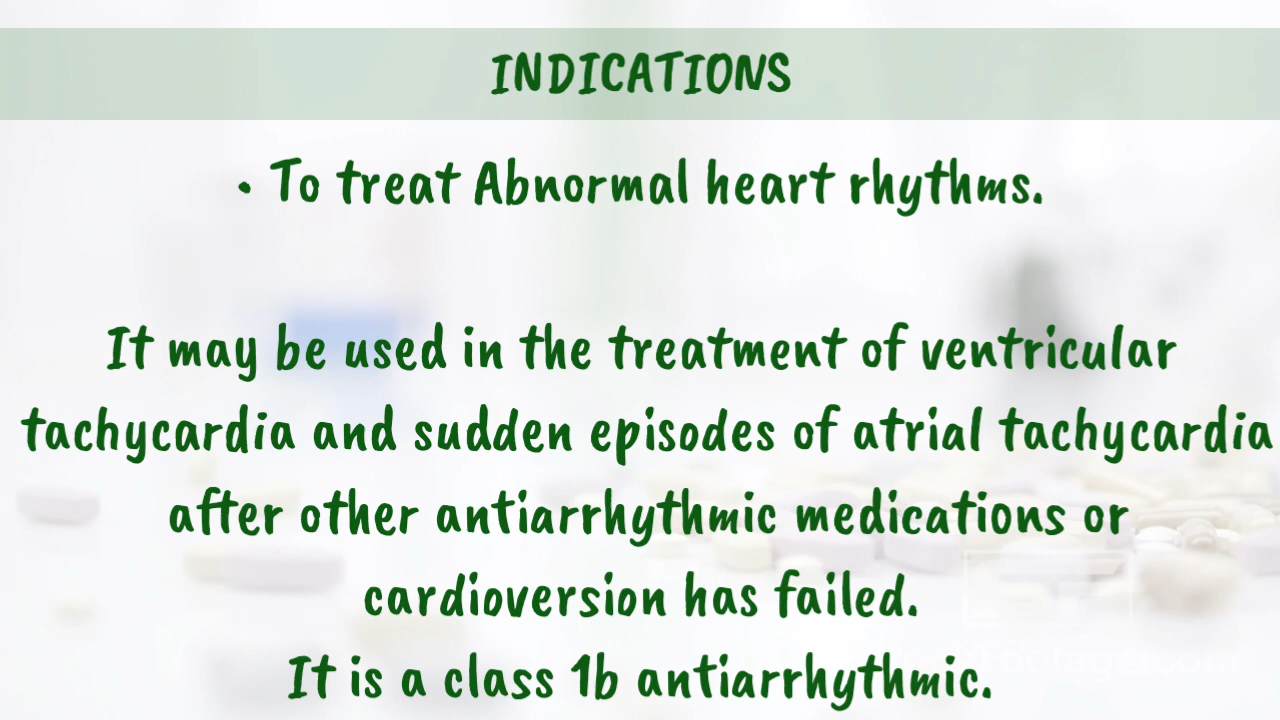 INDICATIONS
• To treat Abnormal heart rhythms.
It may be used in the treatment of ventricular
tachycardia and sudden episodes of atrial tachycardia
after other antiarrhythmic medications or
cardioversion has failed.
It is a class 1b antiarrhythmic.